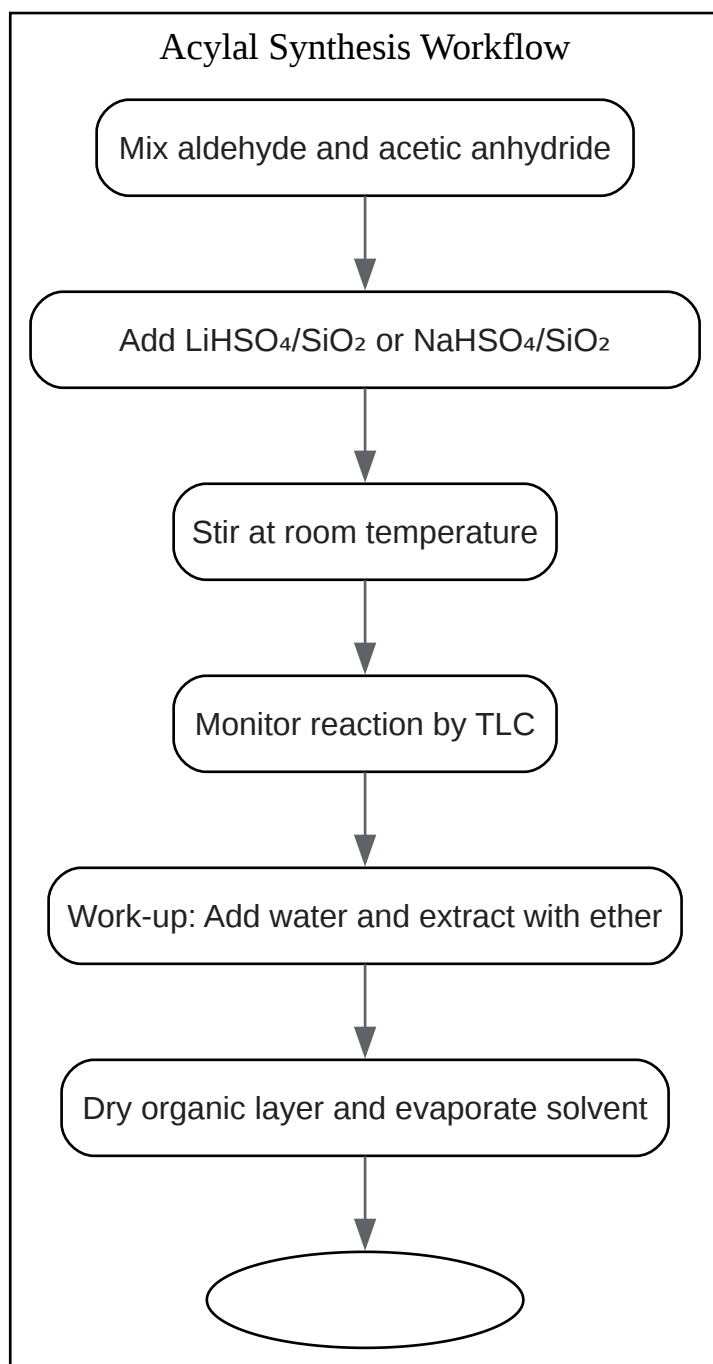 Acylal Synthesis Workflow
Mix aldehyde and acetic anhydride
Add LiHSO₄/SiO₂ or NaHSO₄/SiO₂
Stir at room temperature
Monitor reaction by TLC
Work-up: Add water and extract with ether
Dry organic layer and evaporate solvent